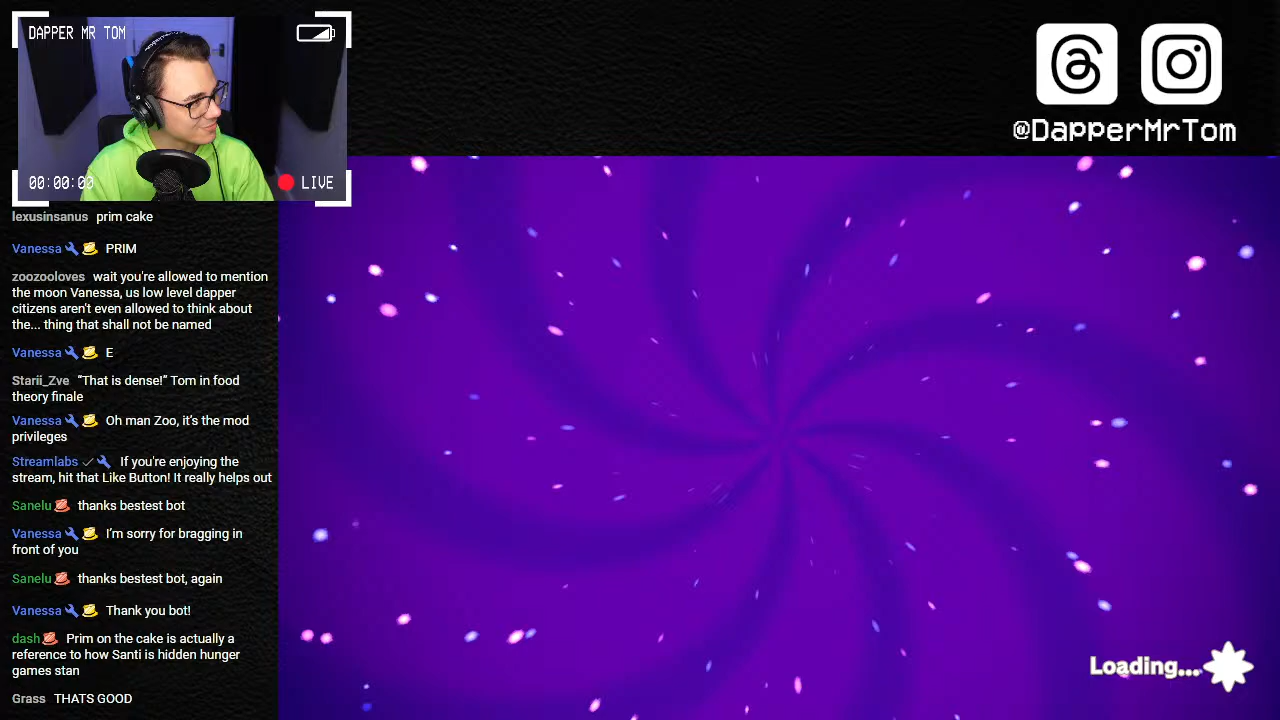 DAPPER MR TOM
00:00:00
LIVE
@DapperMrTom
lexusinsanus prim cake
Vanessa PRIM
zoozooloves wait you're allowed to mention
the moon Vanessa, us low level dapper
citizens aren't even allowed to think about
the... thing that shall not be named
Vanessa E
Starii_Zve “That is dense!” Tom in food
theory finale
Vanessa Oh man Zoo, it's the mod
privileges
Streamlabs If you're enjoying the
stream, hit that Like Button! It really helps out
Sanelu thanks bestest bot
Vanessa I'm sorry for bragging in
front of you
Sanelu thanks bestest bot, again
Vanessa Thank you bot!
dash Prim on the cake is actually a
reference to how Santi is hidden hunger
games stan
Grass THATS GOOD
Loading...